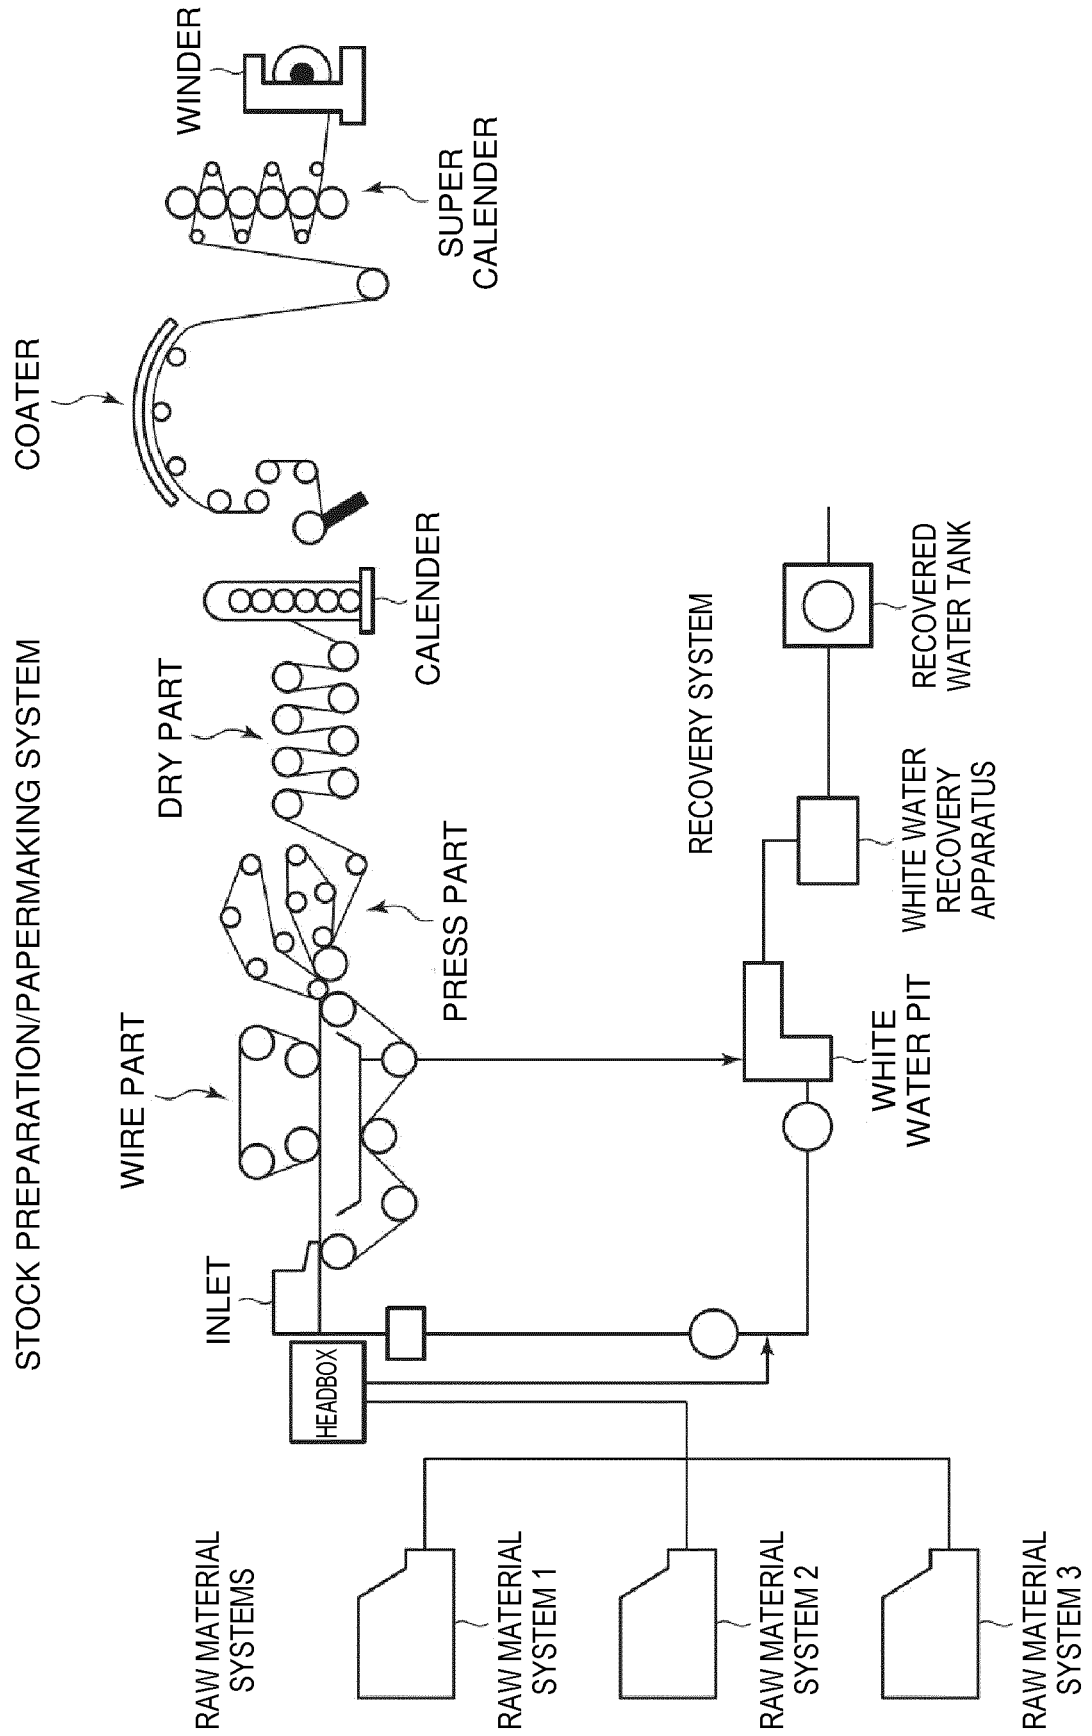 STOCK PREPARATION/PAPERMAKING SYSTEM
COATER
WINDER
SUPER
CALENDER
DRY PART
CALENDER
WIRE PART
PRESS PART
INLET
HEADBOX
RAW MATERIAL
SYSTEMS
RAW MATERIAL
SYSTEM 1
RAW MATERIAL
SYSTEM 2
RAW MATERIAL
SYSTEM 3
RECOVERY SYSTEM
WHITE
WATER PIT
WHITE WATER
RECOVERY
APPARATUS
RECOVERED
WATER TANK